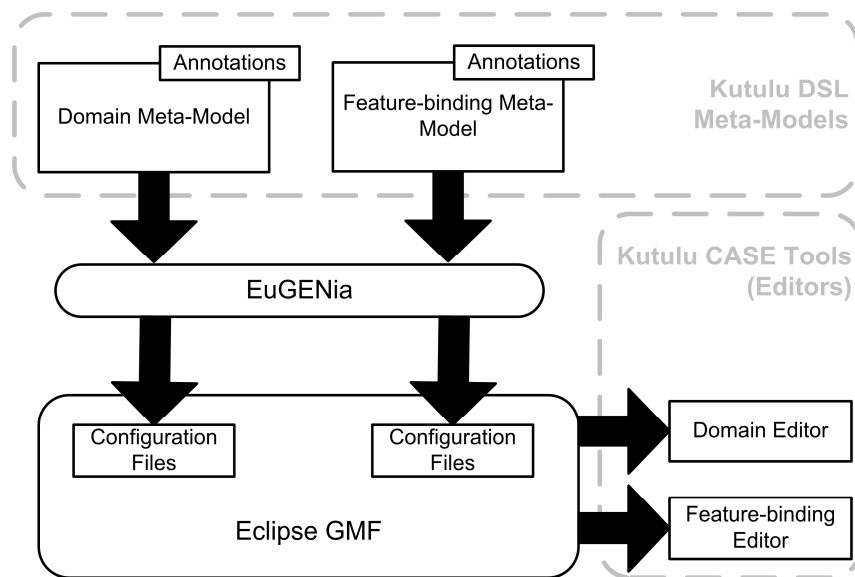 Annotations
Annotations
Domain Meta-Model
Feature-binding Meta-
Model
Kutulu DSL
Meta-Models
Kutulu CASE Tools
(Editors)
EuGENia
Configuration
Files
Configuration
Files
Domain Editor
Eclipse GMF
Feature-binding
Editor